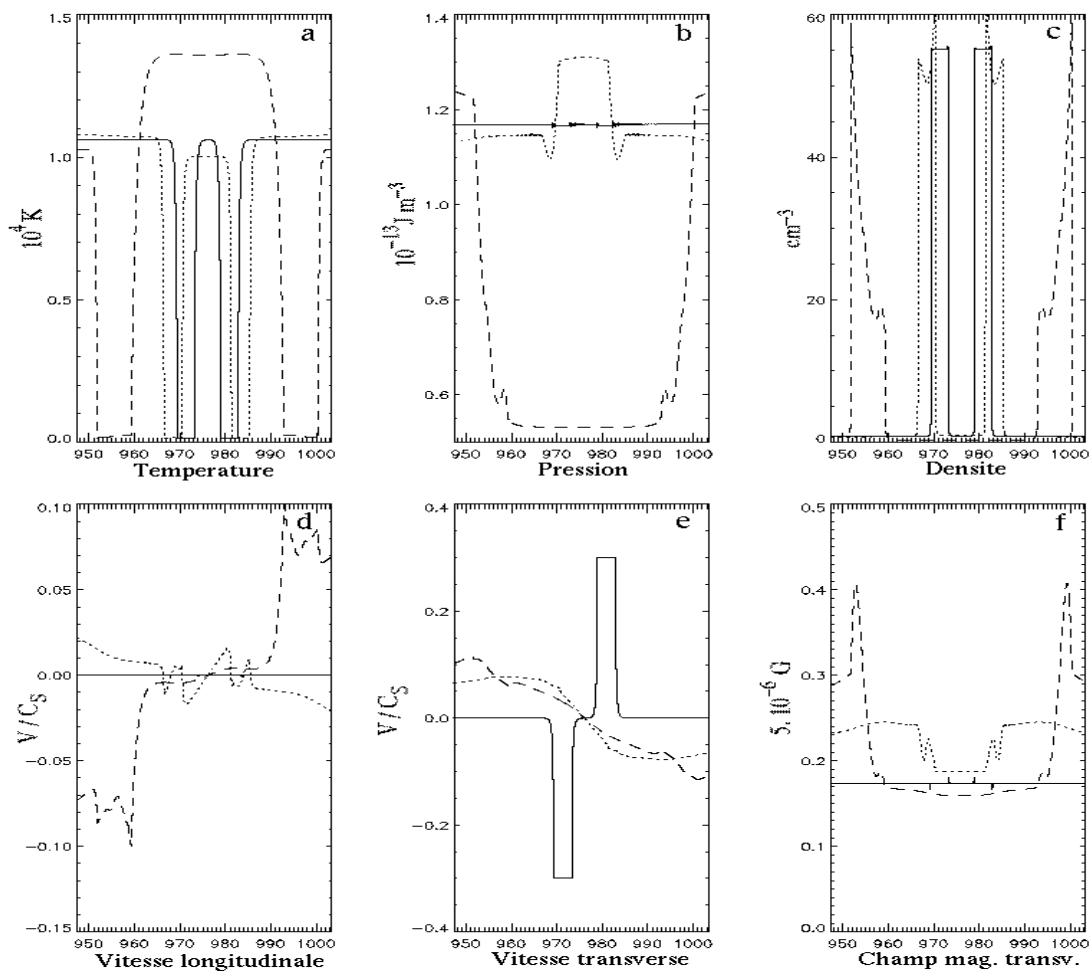 1.5
1.0
0.5
0.0
10⁴K
a
950 960 970 980 990 1000
Temperature
1.4
1.2
1.0
0.8
0.6
10⁻¹³J m⁻³
b
950 960 970 980 990 1000
Pression
60
40
20
0
cm⁻³
c
950 960 970 980 990 1000
Densite
0.10
0.05
0.00
−0.05
−0.10
−0.15
V/C_S
d
950 960 970 980 990 1000
Vitesse longitudinale
0.4
0.2
0.0
−0.2
−0.4
V/C_S
e
950 960 970 980 990 1000
Vitesse transverse
0.5
0.4
0.3
0.2
0.1
0.0
5.10⁻⁶ G
f
950 960 970 980 990 1000
Champ mag. transv.